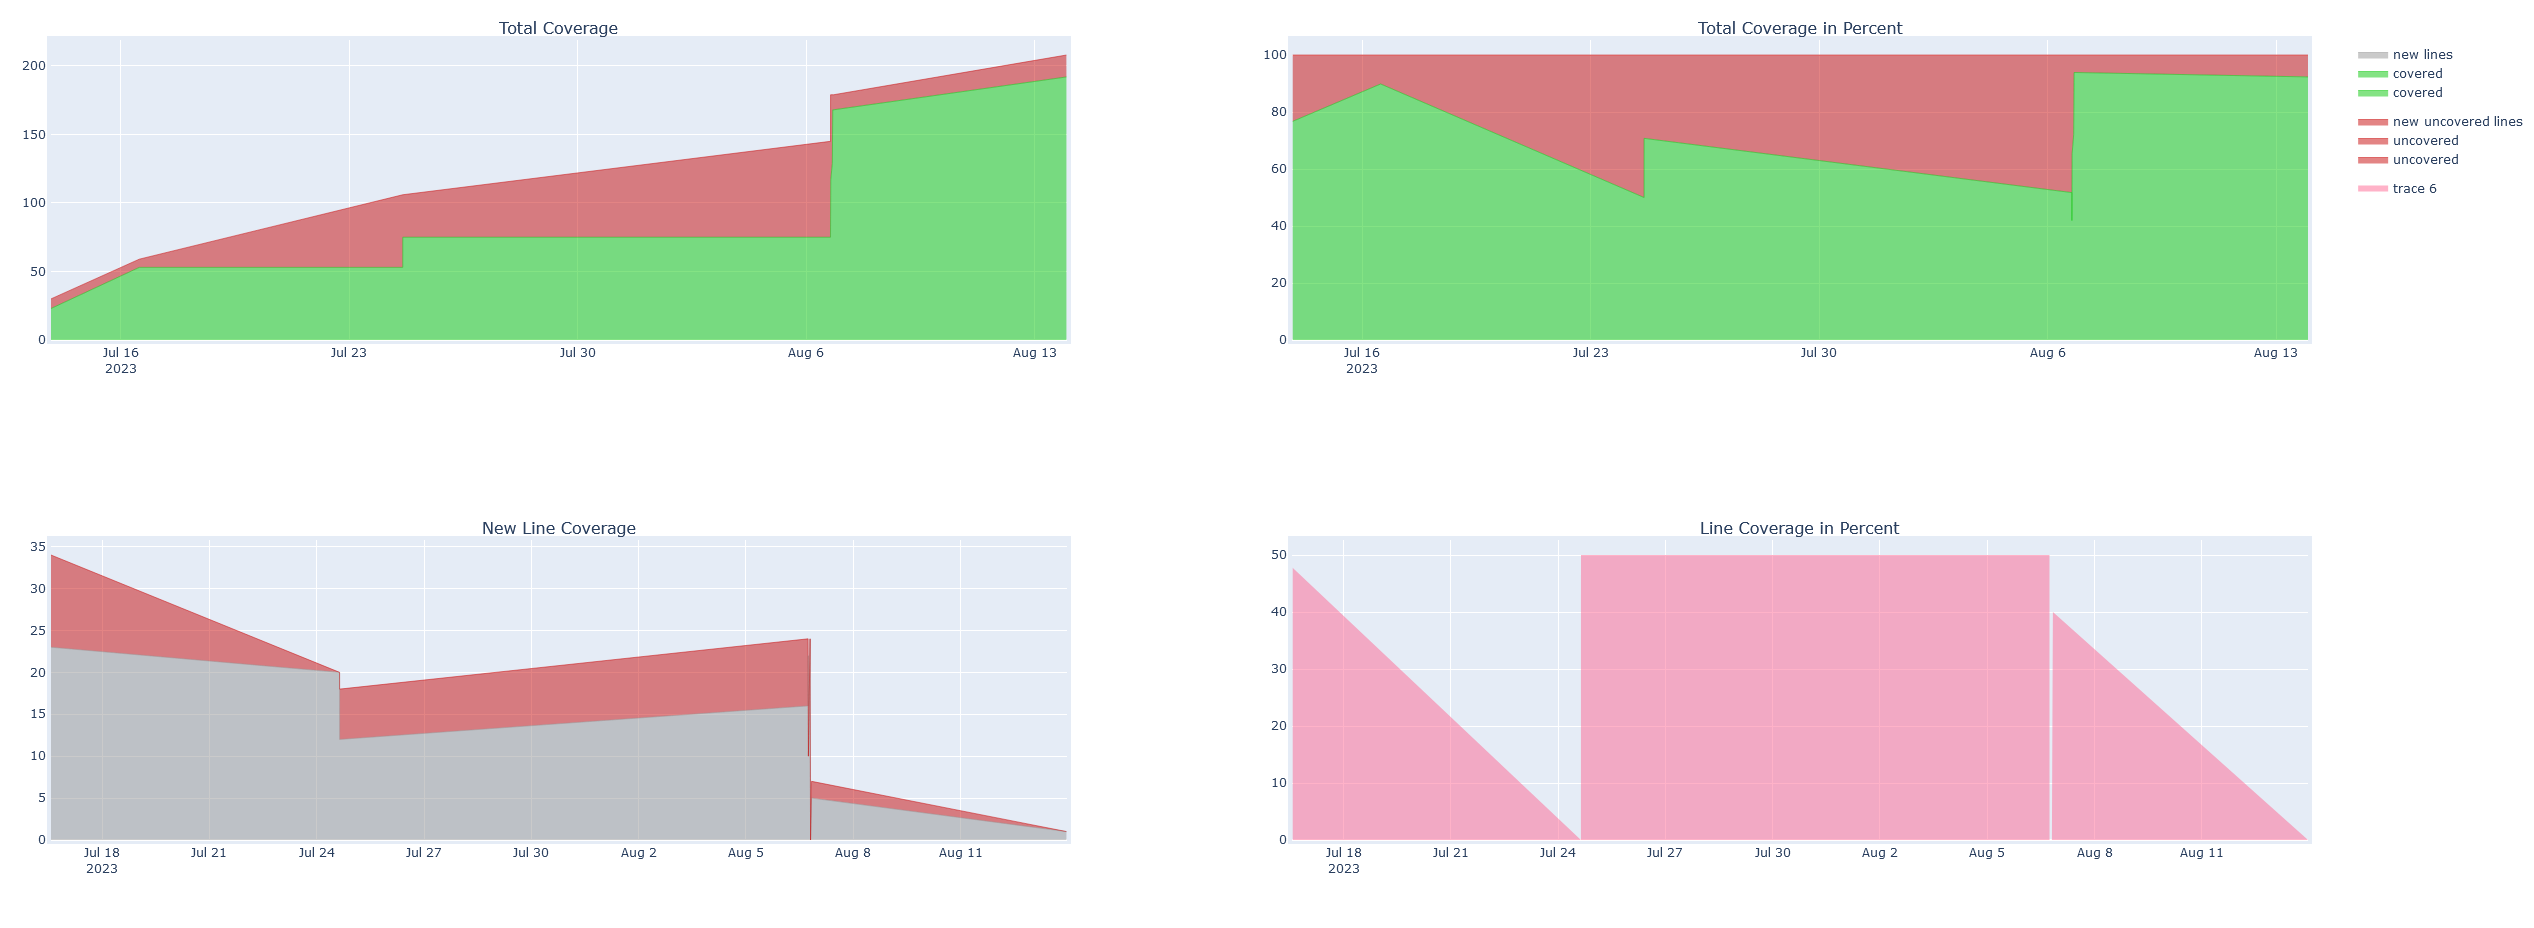 Total Coverage
200
150
100
50
0
Jul 16
2023
Jul 23
Jul 30
Aug 6
Aug 13
Total Coverage in Percent
100
80
60
40
20
0
Jul 16
2023
Jul 23
Jul 30
Aug 6
Aug 13
new lines
covered
covered
new uncovered lines
uncovered
uncovered
trace 6
New Line Coverage
35
30
25
20
15
10
5
0
Jul 18
2023
Jul 21
Jul 24
Jul 27
Jul 30
Aug 2
Aug 5
Aug 8
Aug 11
Line Coverage in Percent
50
40
30
20
10
0
Jul 18
2023
Jul 21
Jul 24
Jul 27
Jul 30
Aug 2
Aug 5
Aug 8
Aug 11